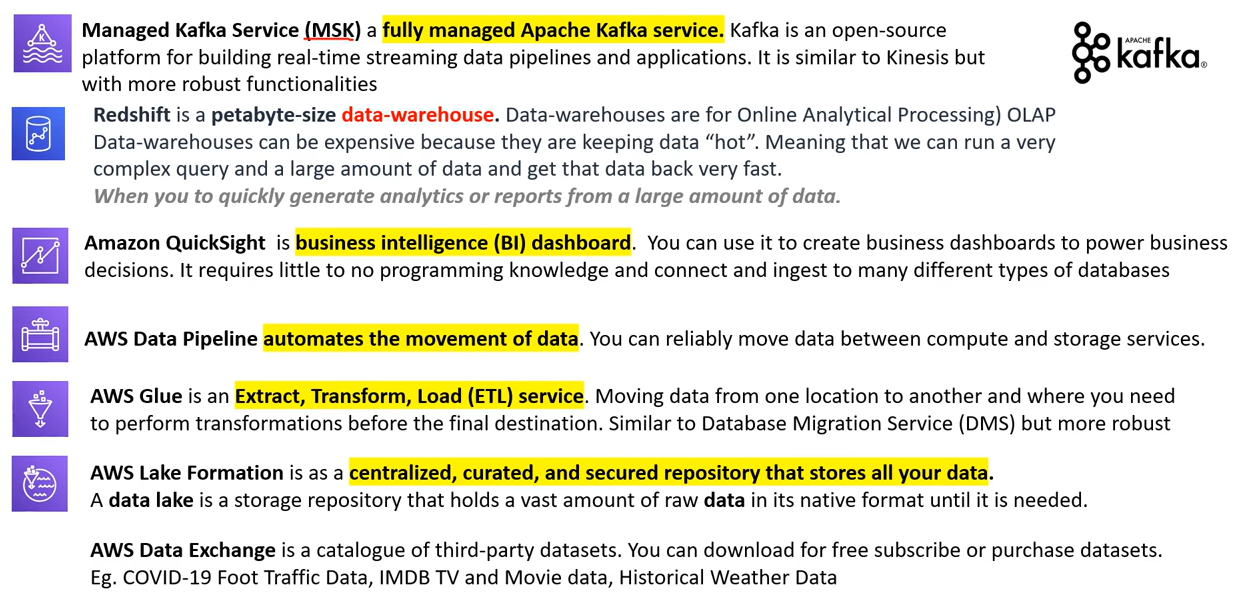 Managed Kafka Service (MSK) a fully managed Apache Kafka service. Kafka is an open-source
platform for building real-time streaming data pipelines and applications. It is similar to Kinesis but
with more robust functionalities
APACHE
kafka®
Redshift is a petabyte-size data-warehouse. Data-warehouses are for Online Analytical Processing) OLAP
Data-warehouses can be expensive because they are keeping data “hot”. Meaning that we can run a very
complex query and a large amount of data and get that data back very fast.
When you to quickly generate analytics or reports from a large amount of data.
Amazon QuickSight is business intelligence (BI) dashboard. You can use it to create business dashboards to power business
decisions. It requires little to no programming knowledge and connect and ingest to many different types of databases
AWS Data Pipeline automates the movement of data. You can reliably move data between compute and storage services.
AWS Glue is an Extract, Transform, Load (ETL) service. Moving data from one location to another and where you need
to perform transformations before the final destination. Similar to Database Migration Service (DMS) but more robust
AWS Lake Formation is as a centralized, curated, and secured repository that stores all your data.
A data lake is a storage repository that holds a vast amount of raw data in its native format until it is needed.
AWS Data Exchange is a catalogue of third-party datasets. You can download for free subscribe or purchase datasets.
Eg. COVID-19 Foot Traffic Data, IMDB TV and Movie data, Historical Weather Data